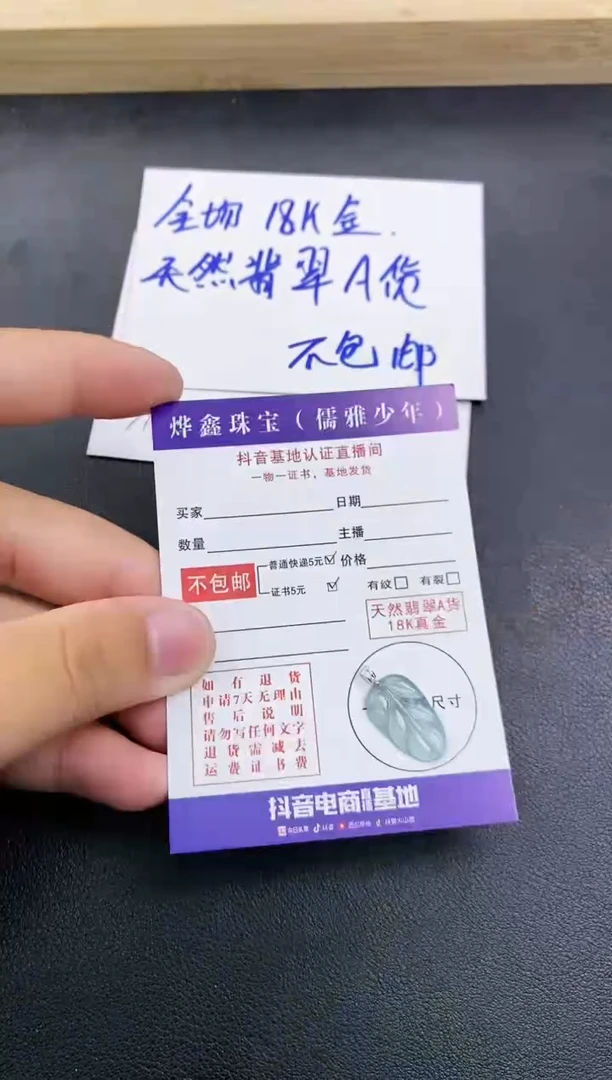 全场 18K金.
天然翡翠A货
不包邮
烨鑫珠宝(儒雅少年)
抖音基地认证直播间
一物一证书,基地发货
买家 日期
数量 主播
不包邮 普通快递5元☑ 价格
证书5元 ☑ 有纹□ 有裂□
天然翡翠A货
18K真金
如有退货
申请7天无理由
售后说明
请勿写任何文字
退货需减去
运费证书费
尺寸
抖音电商直播基地
抖音